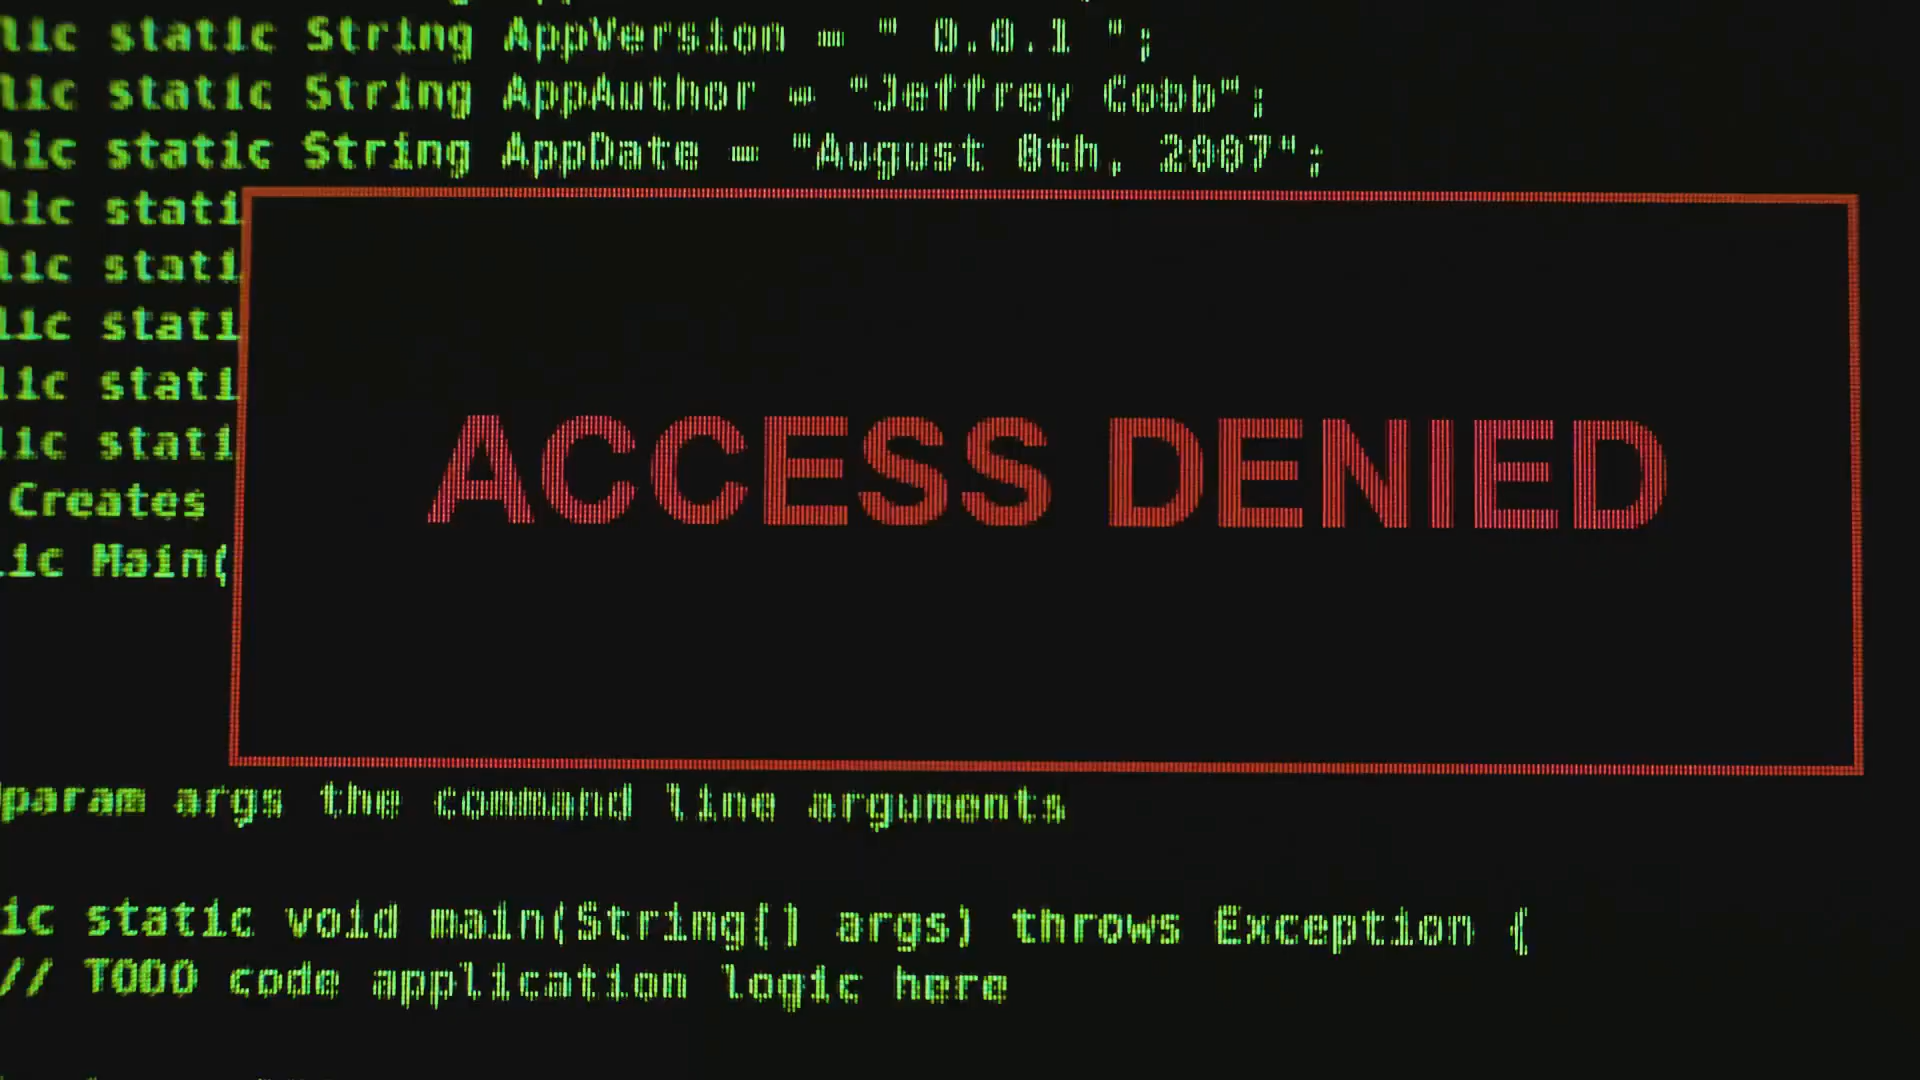 lic static String AppVersion = " 0.0.1 ";
lic static String AppAuthor = "Jeffrey Cobb";
lic static String AppDate = "August 8th, 2007";
lic stati
lic stati
lic stati
lic stati
lic stati
Creates
ic Main(
ACCESS DENIED
param args the command line arguments
ic static void main(String[] args) throws Exception {
// TODO code application logic here